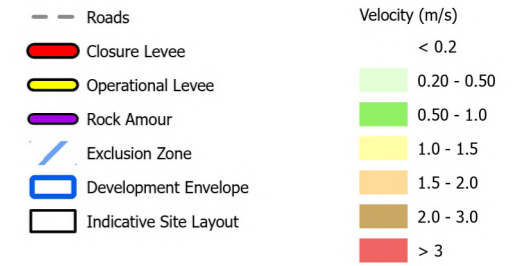 Roads
Closure Levee
Operational Levee
Rock Amour
Exclusion Zone
Development Envelope
Indicative Site Layout
Velocity (m/s)
< 0.2
0.20 - 0.50
0.50 - 1.0
1.0 - 1.5
1.5 - 2.0
2.0 - 3.0
> 3